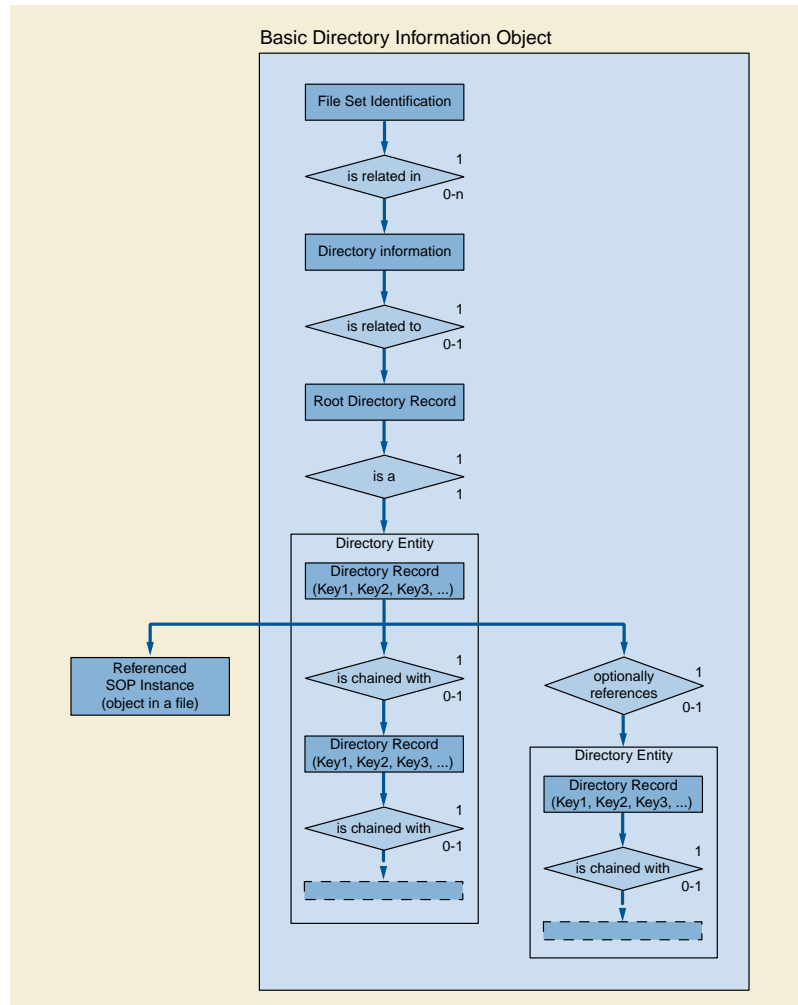 Basic Directory Information Object
File Set Identification
1
is related in
0-n
Directory information
1
is related to
0-1
Root Directory Record
1
is a
1
Directory Entity
Directory Record
(Key1, Key2, Key3, ...)
Referenced
SOP Instance
(object in a file)
1
is chained with
0-1
Directory Record
(Key1, Key2, Key3, ...)
1
is chained with
0-1
1
optionally
references
0-1
Directory Entity
Directory Record
(Key1, Key2, Key3, ...)
1
is chained with
0-1